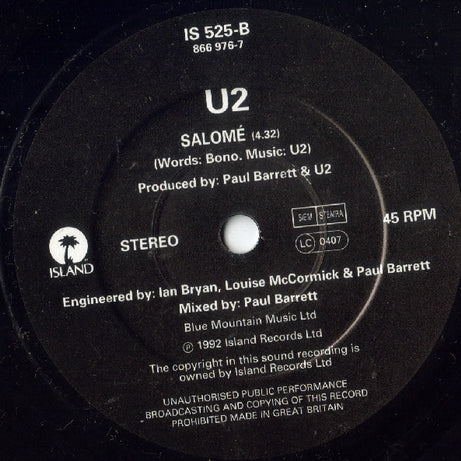 IS 525-B
866 976-7
U2
SALOMÉ (4.32)
(Words: Bono. Music: U2)
Produced by: Paul Barrett & U2
ISLAND
STEREO
SIEM STEMRA
LC 0407
45 RPM
Engineered by: Ian Bryan, Louise McCormick & Paul Barrett
Mixed by: Paul Barrett
Blue Mountain Music Ltd
℗ 1992 Island Records Ltd
The copyright in this sound recording is
owned by Island Records Ltd
UNAUTHORISED PUBLIC PERFORMANCE
BROADCASTING AND COPYING OF THIS RECORD
PROHIBITED MADE IN GREAT BRITAIN